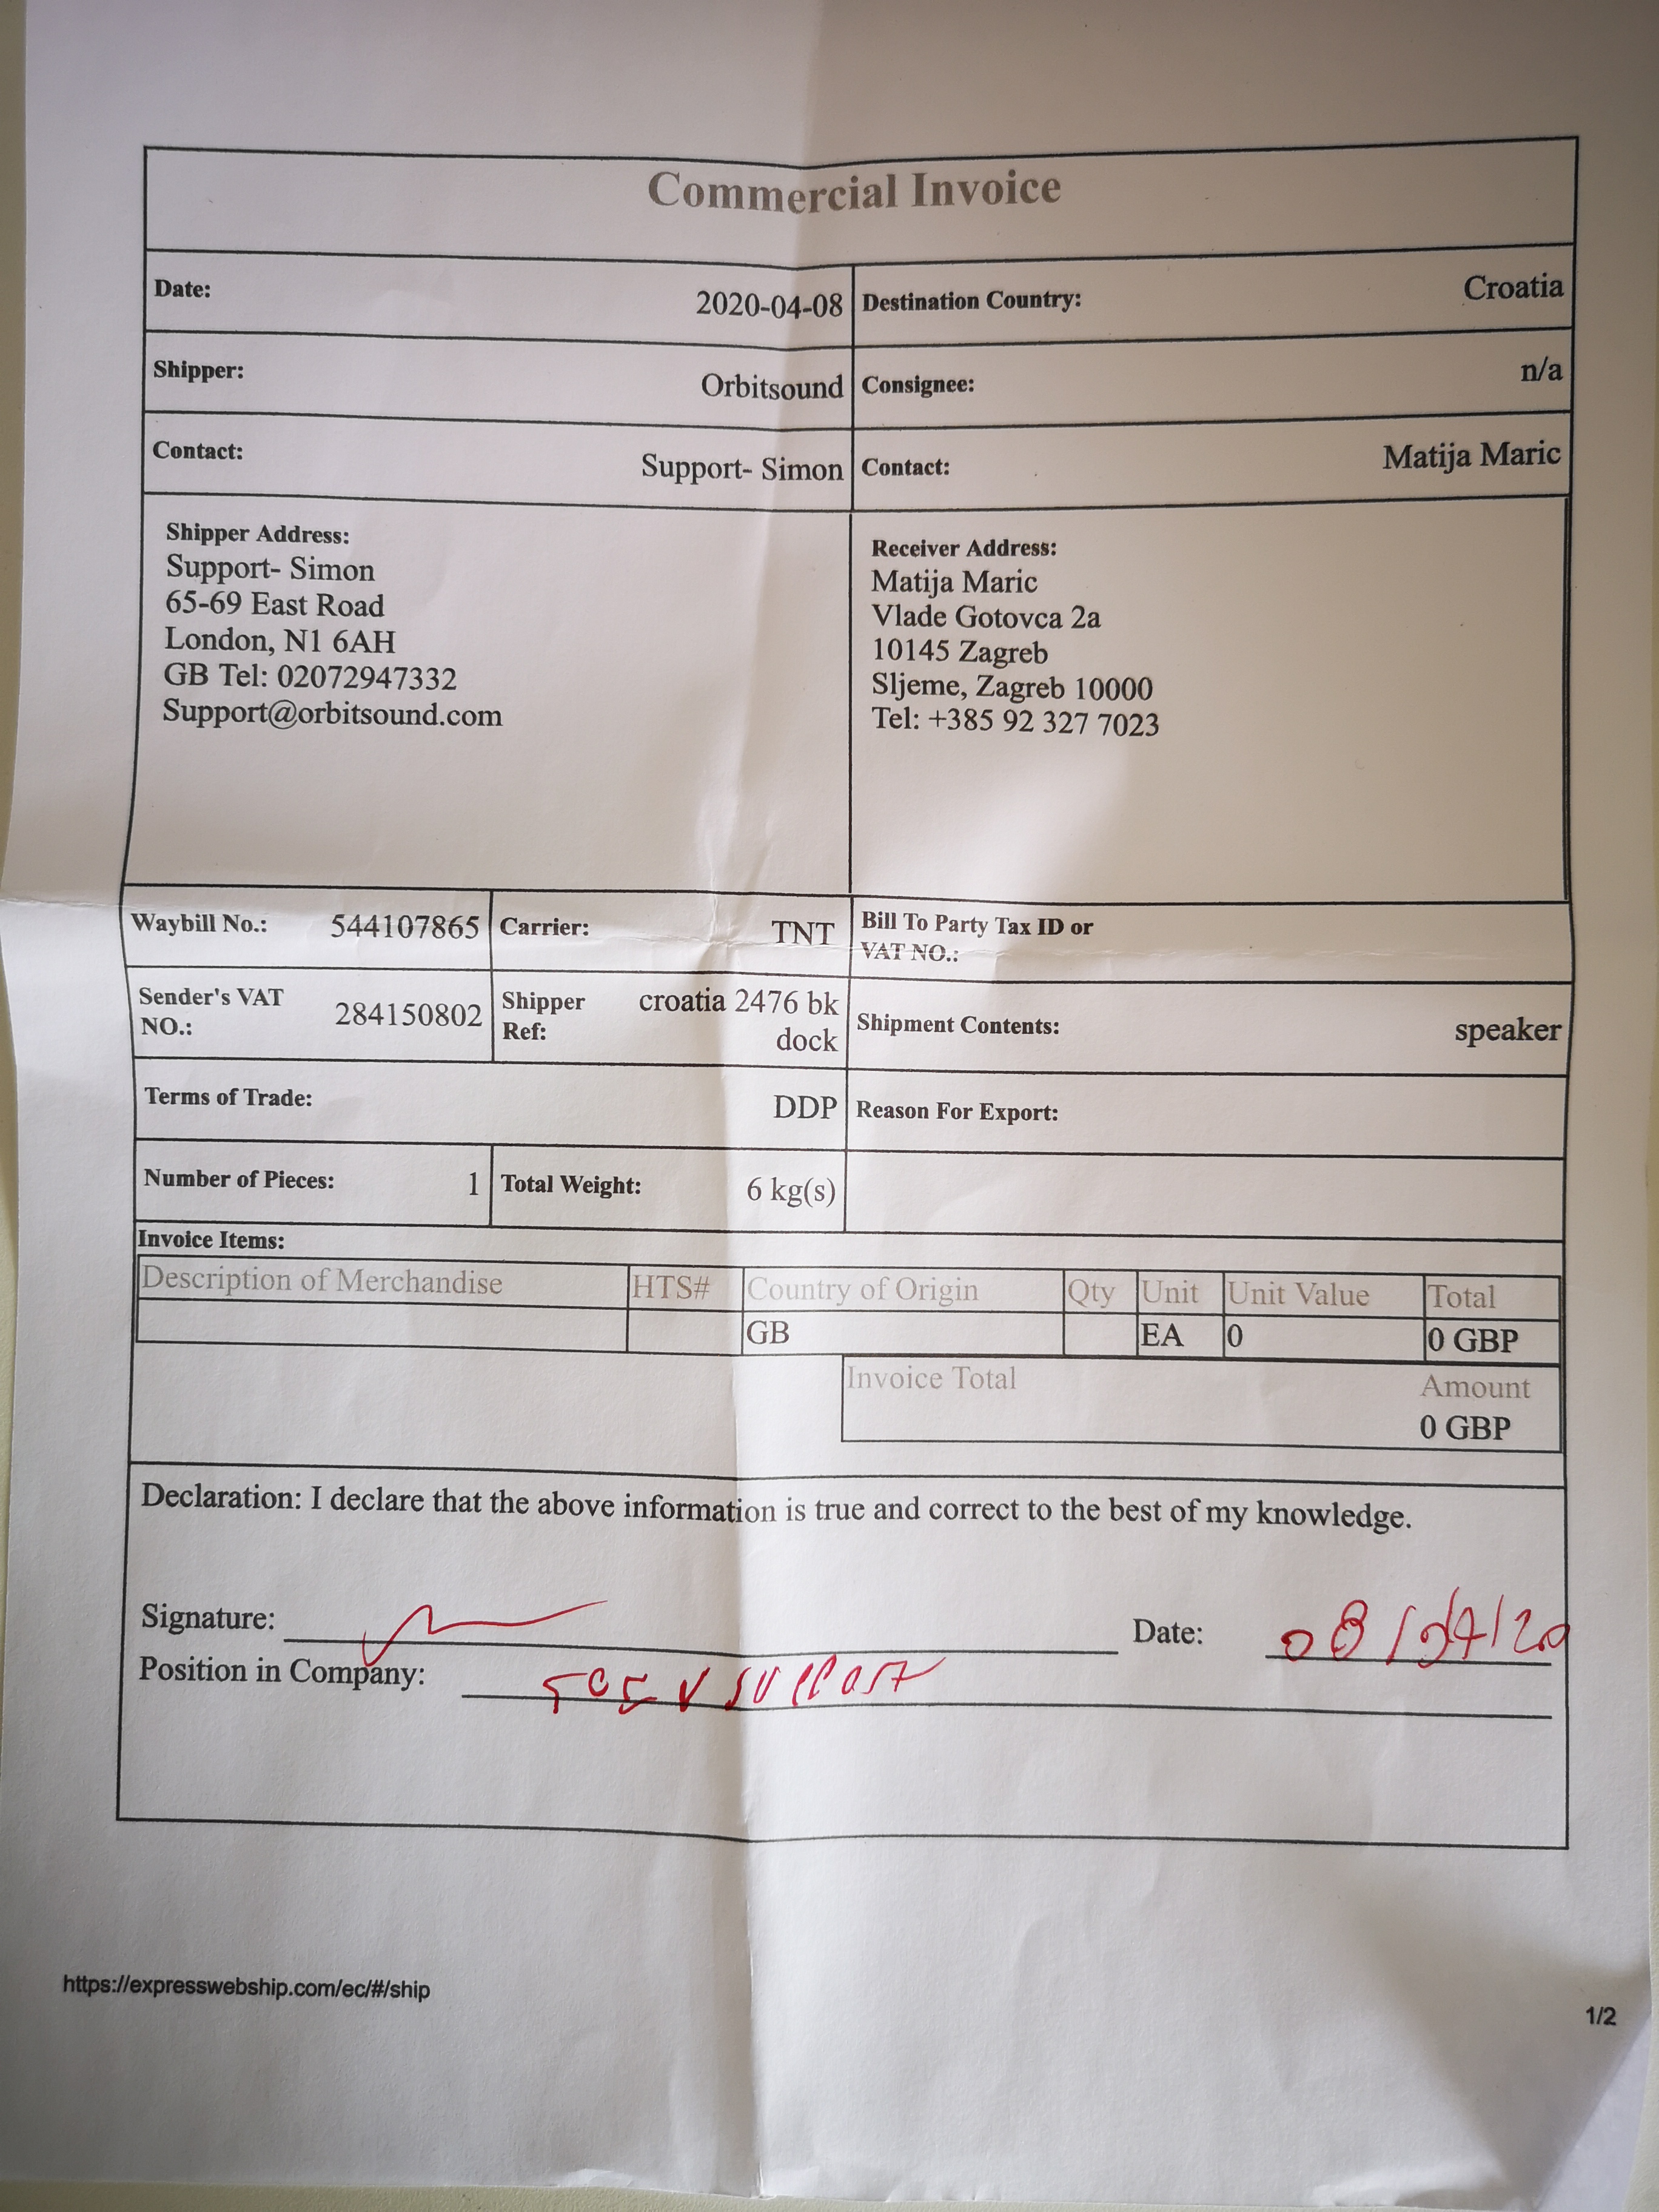 Commercial Invoice
Date: 2020-04-08 Destination Country: Croatia
Shipper: Orbitsound Consignee: n/a
Contact: Support- Simon Contact: Matija Maric
Shipper Address:
Support- Simon
65-69 East Road
London, N1 6AH
GB Tel: 02072947332
Support@orbitsound.com
Receiver Address:
Matija Maric
Vlade Gotovca 2a
10145 Zagreb
Sljeme, Zagreb 10000
Tel: +385 92 327 7023
Waybill No.: 544107865 Carrier: TNT Bill To Party Tax ID or
VAT NO.:
Sender's VAT
NO.: 284150802
Shipper
Ref:
croatia 2476 bk
dock
Shipment Contents: speaker
Terms of Trade: DDP Reason For Export:
Number of Pieces: 1 Total Weight: 6 kg(s)
Invoice Items:
Description of Merchandise HTS# Country of Origin Qty Unit Unit Value Total
GB EA 0 0 GBP
Invoice Total Amount
0 GBP
Declaration: I declare that the above information is true and correct to the best of my knowledge.
Signature: Date: 08/04/20
Position in Company: SUPPORT
https://expresswebship.com/ec/#/ship
1/2